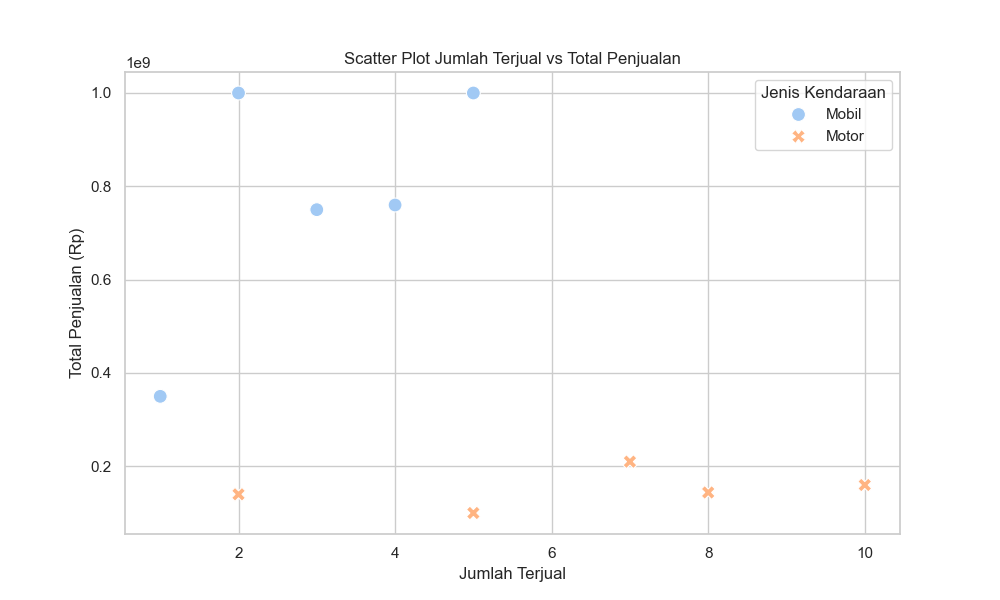 Scatter Plot Jumlah Terjual vs Total Penjualan
1e9
1.0
0.8
0.6
0.4
0.2
Total Penjualan (Rp)
Jenis Kendaraan
Mobil
Motor
2
4
6
8
10
Jumlah Terjual